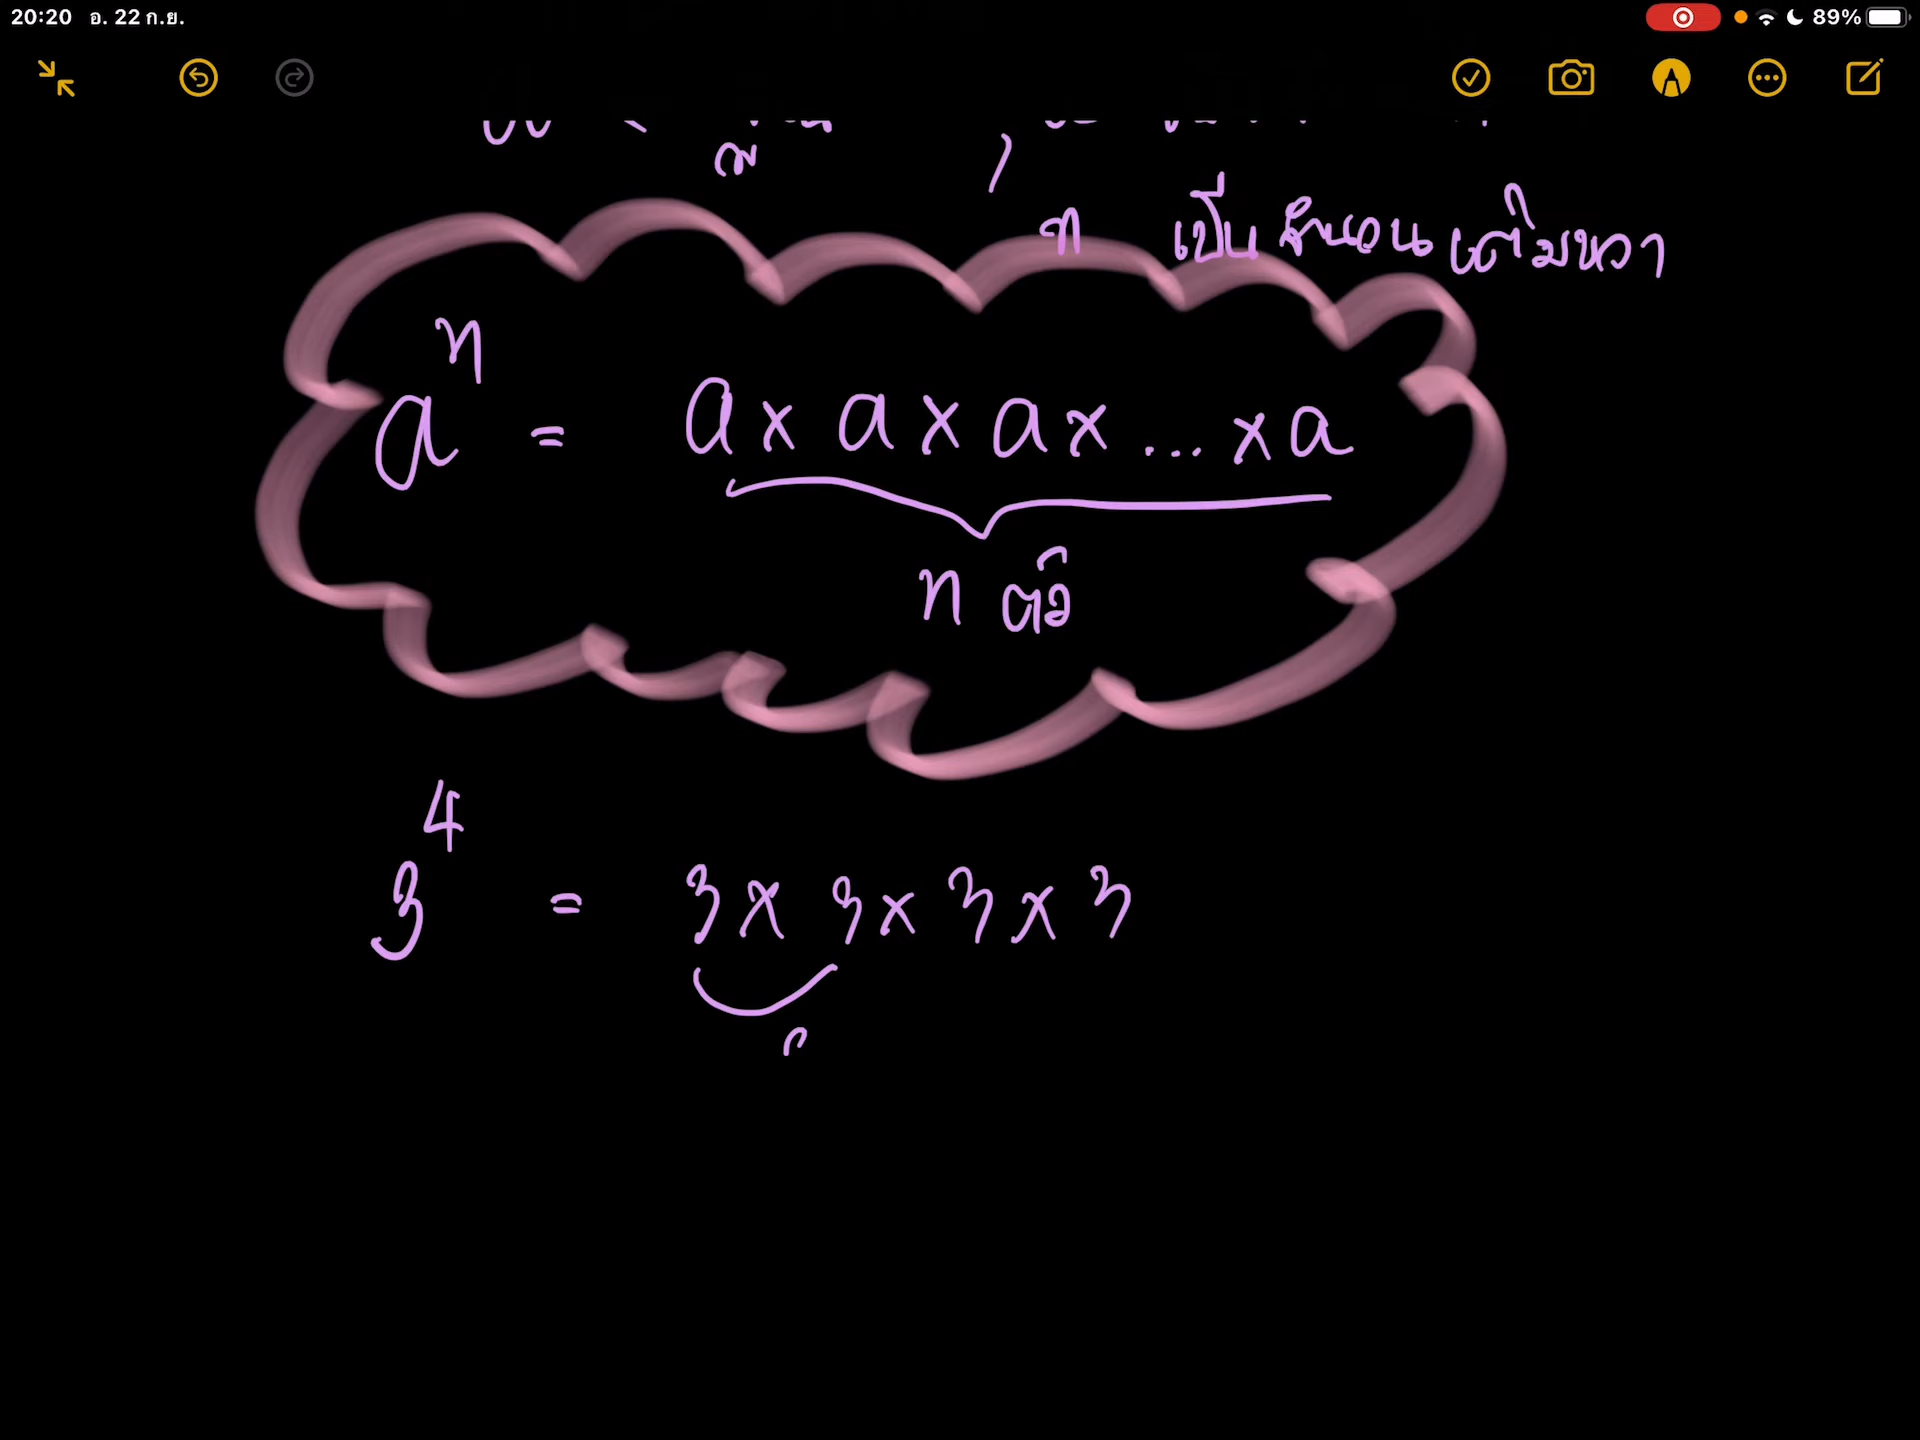 20:20 อ. 22 ก.ย. 89%
n เป็นจำนวนเต็มบวก
aⁿ = a × a × a × ... × a
n ตัว
3⁴ = 3 × 3 × 3 × 3